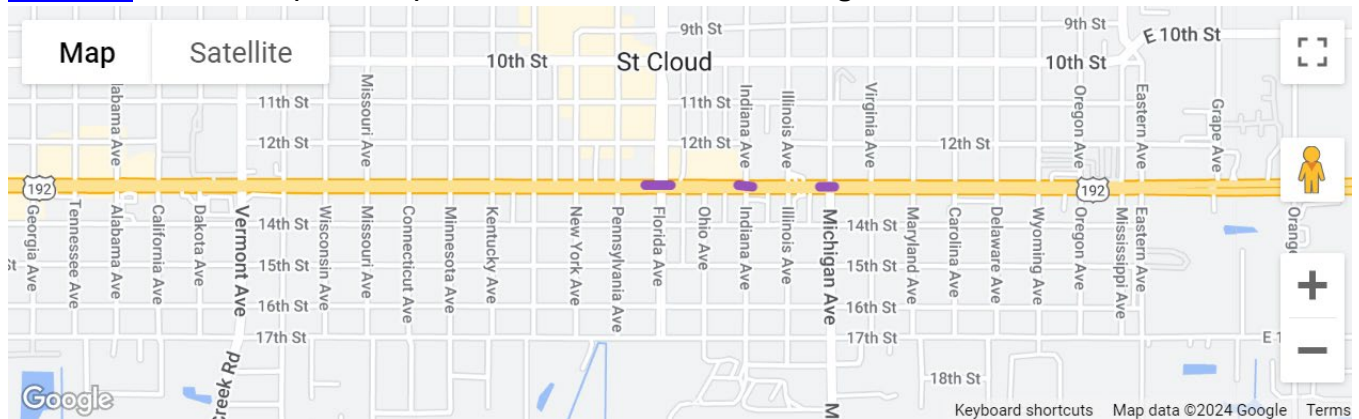 9th St
9th St
E 10th St
Map
Satellite
10th St
St Cloud
10th St
Missouri Ave
11th St
11th St
Indiana Ave
Illinois Ave
Virginia Ave
Oregon Ave
Eastern Ave
Grape Ave
12th St
12th St
12th St
192
192
Georgia Ave
Tennessee Ave
Alabama Ave
California Ave
Dakota Ave
Vermont Ave
14th St
Wisconsin Ave
Missouri Ave
Connecticut Ave
Minnesota Ave
Kentucky Ave
New York Ave
Pennsylvania Ave
Florida Ave
Ohio Ave
Indiana Ave
Illinois Ave
Michigan Ave
14th St
Maryland Ave
Carolina Ave
Delaware Ave
Wyoming Ave
Oregon Ave
Mississippi Ave
Eastern Ave
15th St
15th St
16th St
16th St
17th St
17th St
18th St
Google
Keyboard shortcuts
Map data ©2024 Google
Terms